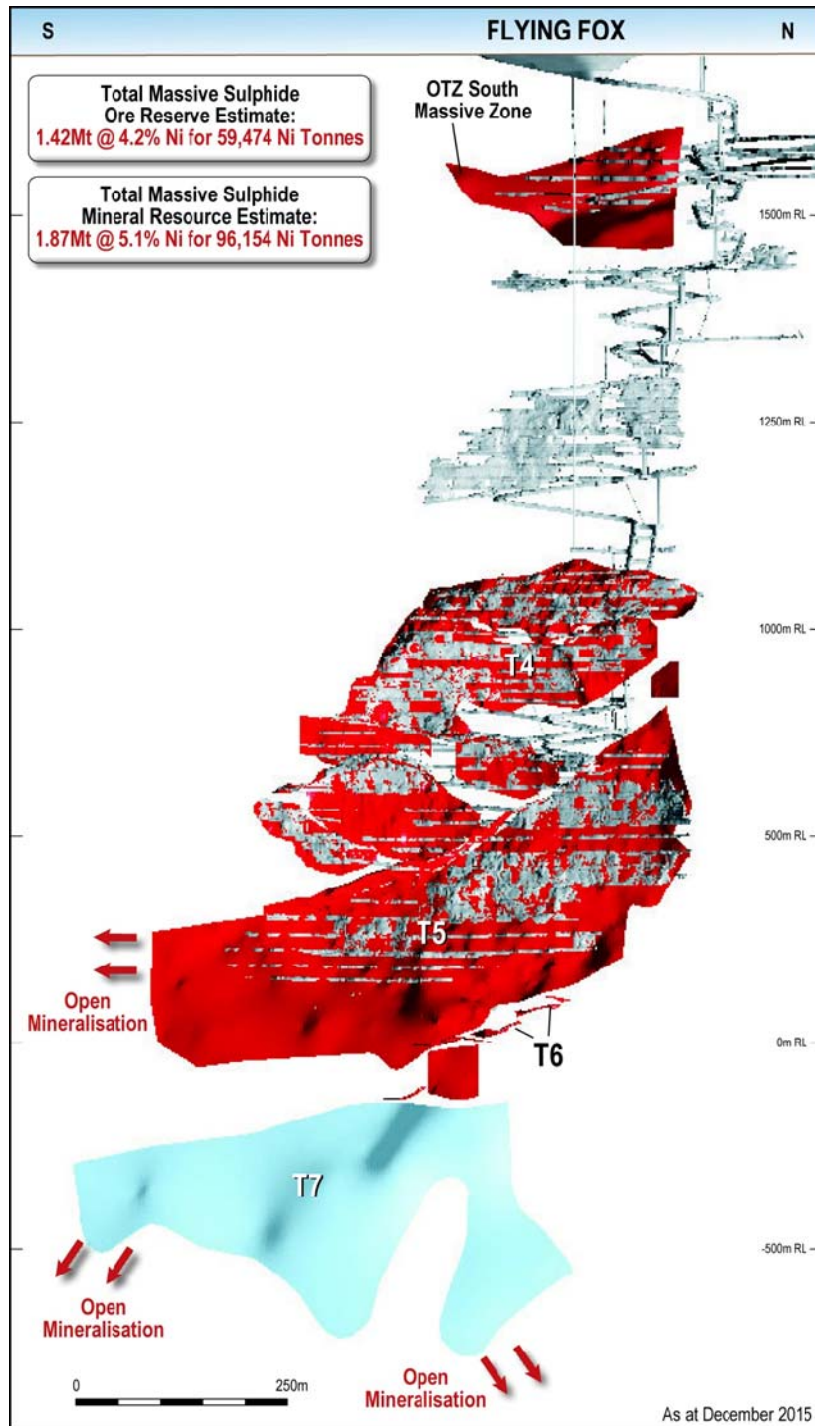 S
FLYING FOX
N
Total Massive Sulphide
Ore Reserve Estimate:
1.42Mt @ 4.2% Ni for 59,474 Ni Tonnes
OTZ South
Massive Zone
Total Massive Sulphide
Mineral Resource Estimate:
1.87Mt @ 5.1% Ni for 96,154 Ni Tonnes
1500m RL
1250m RL
1000m RL
T4
500m RL
T5
Open
Mineralisation
0m RL
T6
T7
-500m RL
Open
Mineralisation
Open
Mineralisation
0
250m
As at December 2015